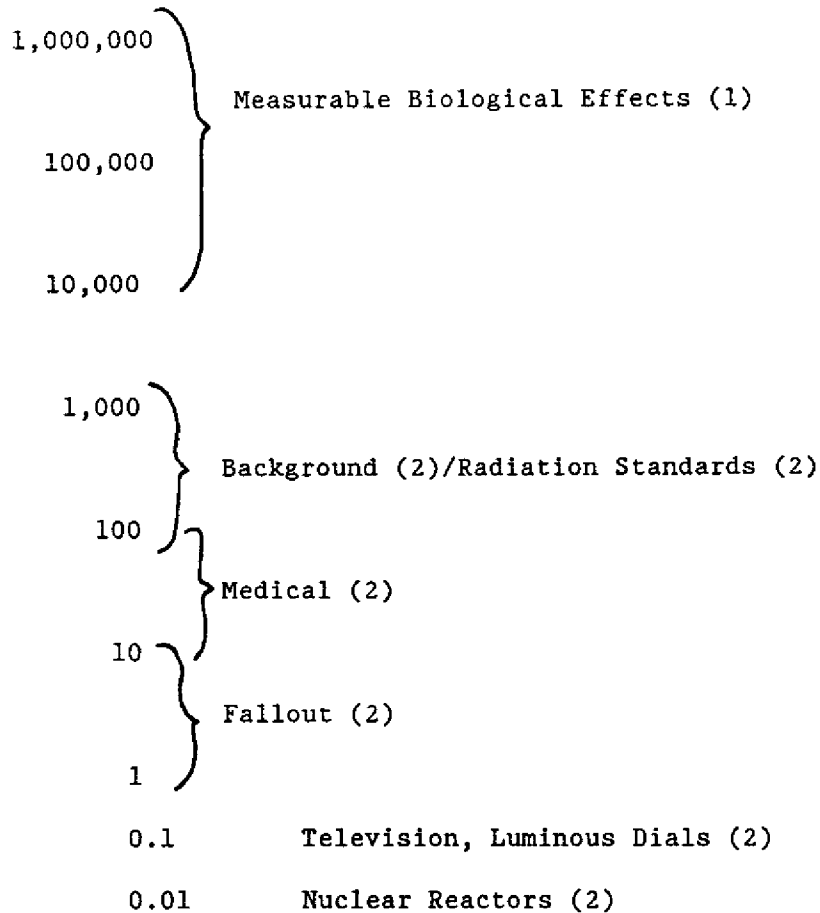 1,000,000
Measurable Biological Effects (1)
100,000
10,000
1,000
Background (2)/Radiation Standards (2)
100
Medical (2)
10
Fallout (2)
1
0.1 Television, Luminous Dials (2)
0.01 Nuclear Reactors (2)